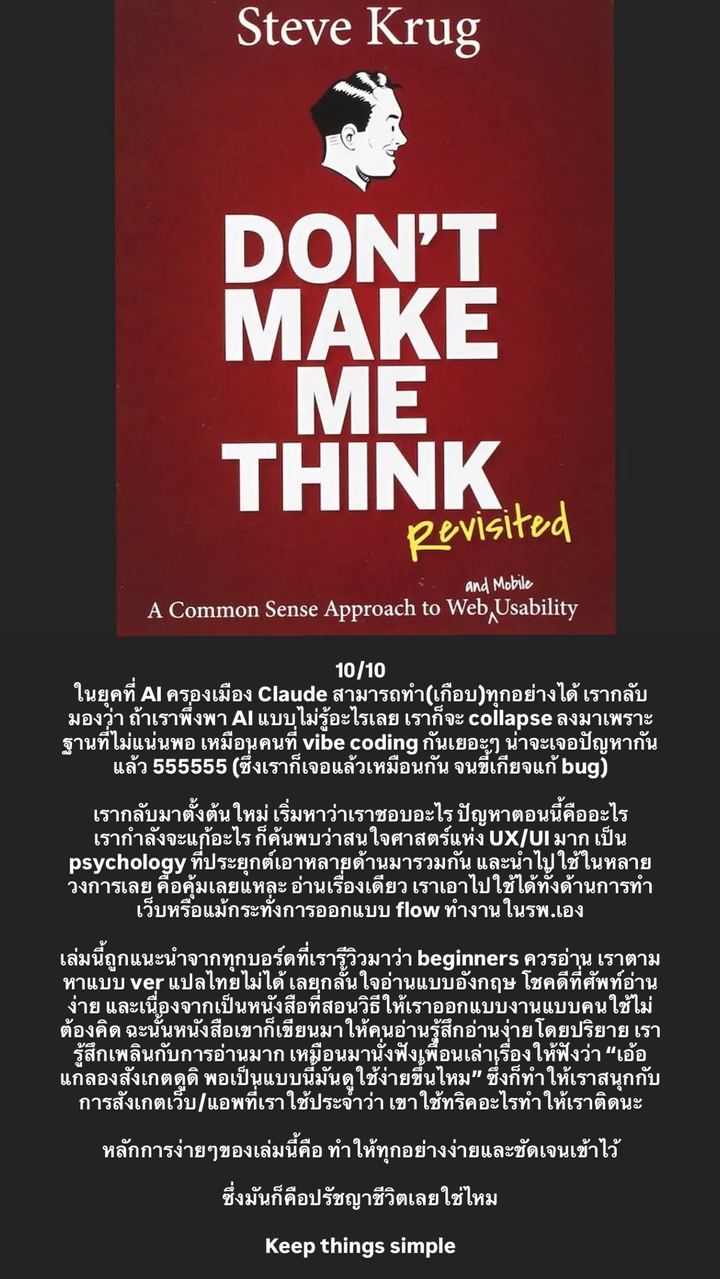 Steve Krug
DON'T
MAKE
ME
THINK
Revisited
and Mobile
A Common Sense Approach to Web Usability
10/10
ในยุคที่ AI ครองเมือง Claude สามารถทำ(เกือบ)ทุกอย่างได้ เรากลับ
มองว่า ถ้าเราพึ่งพา AI แบบไม่รู้อะไรเลย เราก็จะ collapse ลงมาเพราะ
ฐานที่ไม่แน่นพอ เหมือนคนที่ vibe coding กันเยอะๆ น่าจะเจอปัญหากัน
แล้ว 555555 (ซึ่งเราก็เจอแล้วเหมือนกัน จนขี้เกียจแก้ bug)
เรากลับมาตั้งต้นใหม่ เริ่มหาว่าเราชอบอะไร ปัญหาตอนนี้คืออะไร
เรากำลังจะแก้อะไร ก็ค้นพบว่าสนใจศาสตร์แห่ง UX/UI มาก เป็น
psychology ที่ประยุกต์เอาหลายด้านมารวมกัน และนำไปใช้ในหลาย
วงการเลย คือคุ้มเลยแหละ อ่านเรื่องเดียว เราเอาไปใช้ได้ทั้งด้านการทำ
เว็บหรือแม้กระทั่งการออกแบบ flow ทำงานในรพ.เอง
เล่มนี้ถูกแนะนำจากทุกบอร์ดที่เรารีวิวมาว่า beginners ควรอ่าน เราตาม
หาแบบ ver แปลไทยไม่ได้ เลยกลั้นใจอ่านแบบอังกฤษ โชคดีที่ศัพท์อ่าน
ง่าย และเนื่องจากเป็นหนังสือที่สอนวิธีให้เราออกแบบงานแบบคนใช้ไม่
ต้องคิด ฉะนั้นหนังสือเขาก็เขียนมาให้คนอ่านรู้สึกอ่านง่ายโดยปริยาย เรา
รู้สึกเพลินกับการอ่านมาก เหมือนมานั่งฟังเพื่อนเล่าเรื่องให้ฟังว่า “เอ้อ
แกลองสังเกตดูดิ พอเป็นแบบนี้มันดูใช้ง่ายขึ้นไหม” ซึ่งก็ทำให้เราสนุกกับ
การสังเกตเว็บ/แอพที่เราใช้ประจำว่า เขาใช้ทริคอะไรทำให้เราติดนะ
หลักการง่ายๆของเล่มนี้คือ ทำให้ทุกอย่างง่ายและชัดเจนเข้าไว้
ซึ่งมันก็คือปรัชญาชีวิตเลยใช่ไหม
Keep things simple